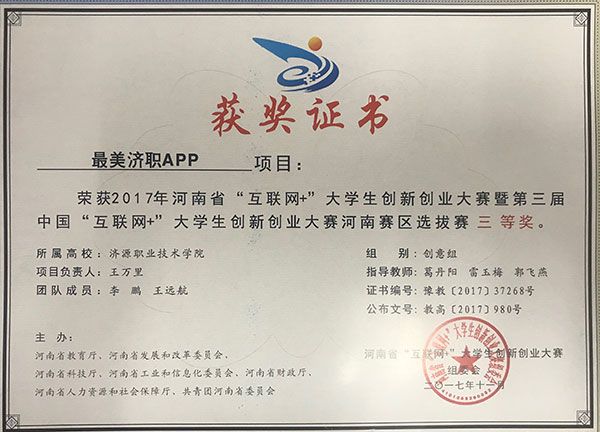 获奖证书
最美济职APP 项目：
荣获2017年河南省“互联网+”大学生创新创业大赛暨第三届
中国“互联网+”大学生创新创业大赛河南赛区选拔赛 三 等奖。
所属高校：济源职业技术学院
组 别：创意组
项目负责人：王万里
指导教师：葛丹阳 雷玉梅 郭飞燕
团队成员：李 鹏 王远航
证书编号：豫教〔2017〕37268号
公布文号：教高〔2017〕980号
主 办：
河南省教育厅、河南省发展和改革委员会、
河南省“互联网+”大学生创新创业大赛
河南省科技厅、河南省工业和信息化委员会、河南省财政厅、
组委会
河南省人力资源和社会保障厅、共青团河南省委员会
二〇一七年十一月